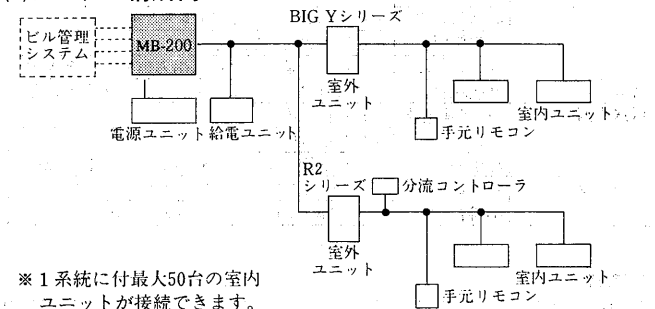 BIG Yシリーズ
ビル管理
システム
MB-200
室外
ユニット
室内ユニット
電源ユニット
給電ユニット
手元リモコン
R2
シリーズ
分流コントローラ
室外
ユニット
室内ユニット
手元リモコン
※1系統に付最大50台の室内
ユニットが接続できます。